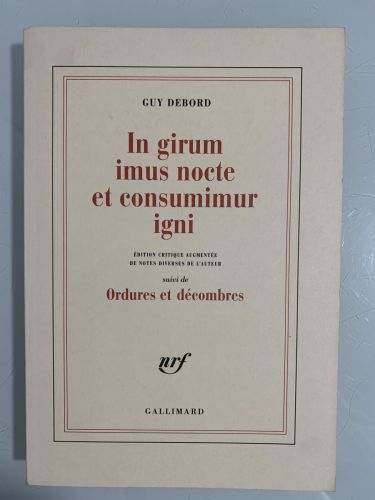 GUY DEBORD
In girum
imus nocte
et consumimur
igni
ÉDITION CRITIQUE AUGMENTÉE
DE NOTES DIVERSES DE L'AUTEUR
suivi de
Ordures et décombres
nrf
GALLIMARD